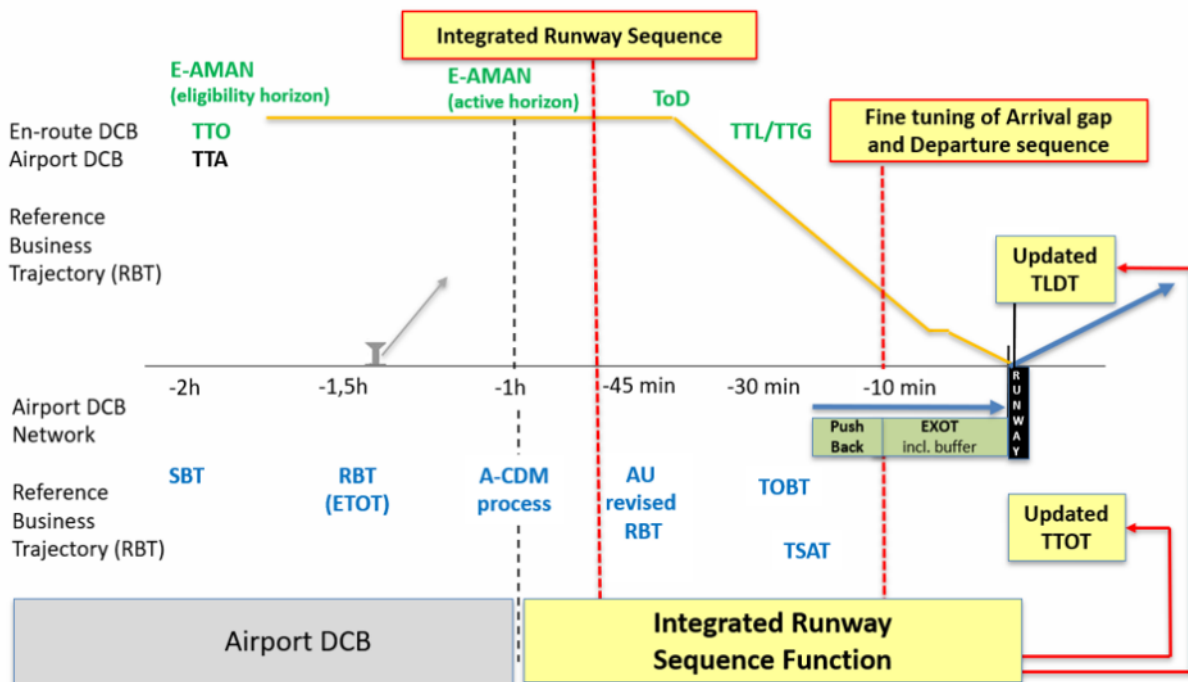 Integrated Runway Sequence
E-AMAN
(eligibility horizon)
E-AMAN
(active horizon)
ToD
En-route DCB
TTO
TTL/TTG
Fine tuning of Arrival gap
and Departure sequence
Airport DCB
TTA
Reference
Business
Trajectory (RBT)
Updated
TLDT
-2h
-1,5h
-1h
-45 min
-30 min
-10 min
RUNWAY
Airport DCB
Network
Push
Back
EXOT
incl. buffer
SBT
RBT
(ETOT)
A-CDM
process
AU
revised
RBT
TOBT
TSAT
Reference
Business
Trajectory (RBT)
Updated
TTOT
Airport DCB
Integrated Runway
Sequence Function